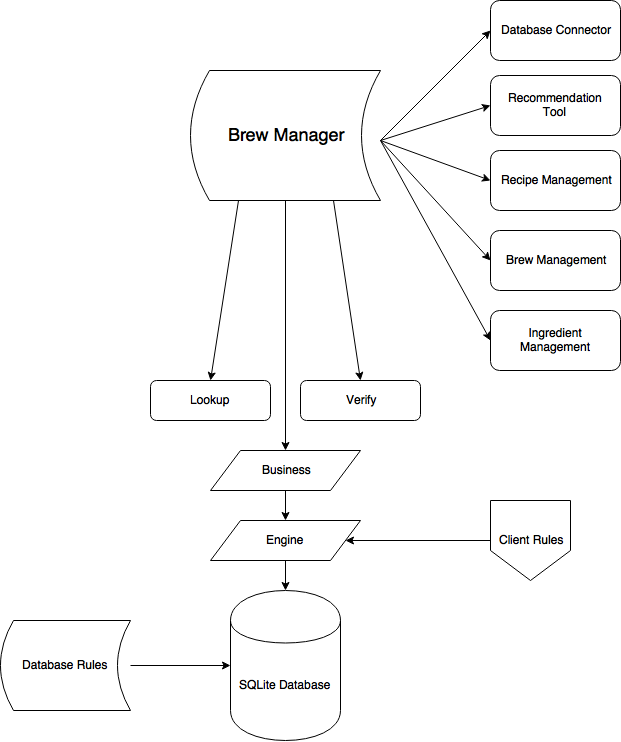 Database Connector
Brew Manager
Recommendation
Tool
Recipe Management
Brew Management
Ingredient
Management
Lookup
Verify
Business
Engine
Client Rules
Database Rules
SQLite Database